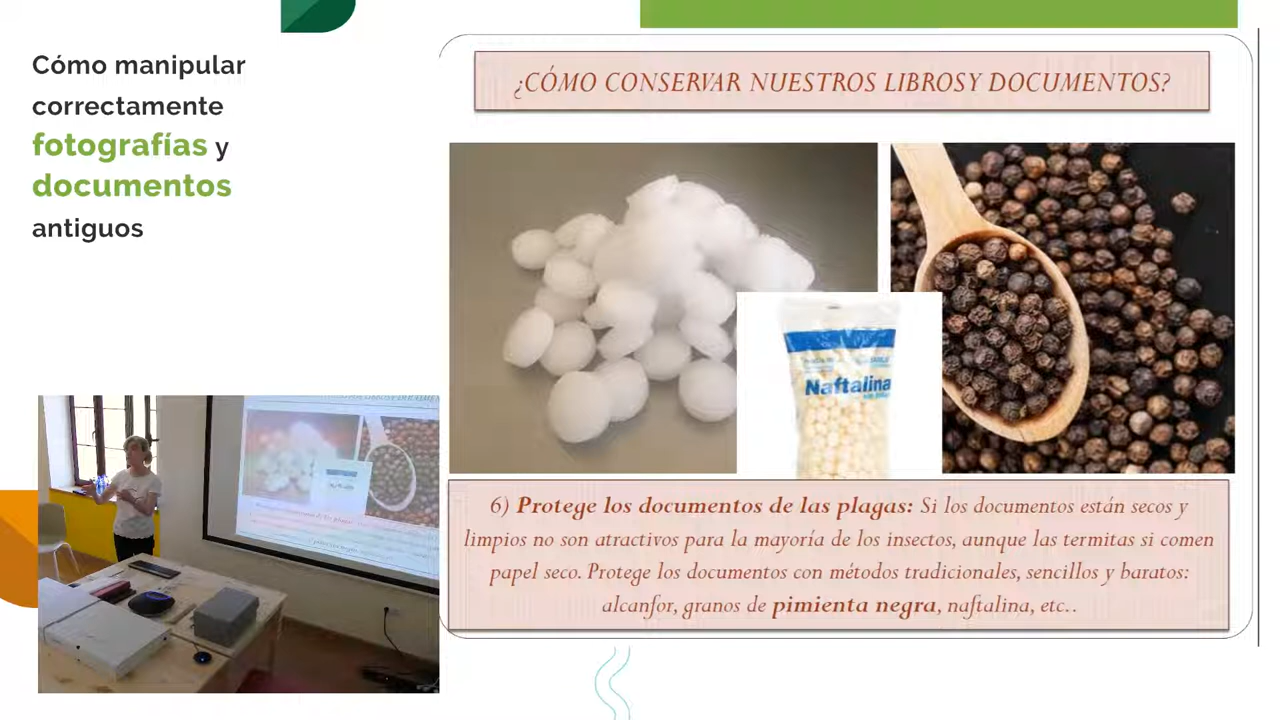 Cómo manipular
correctamente
fotografías y
documentos
antiguos
¿CÓMO CONSERVAR NUESTROS LIBROSY DOCUMENTOS?
Naftalina
6) Protege los documentos de las plagas: Si los documentos están secos y
limpios no son atractivos para la mayoría de los insectos, aunque las termitas si comen
papel seco. Protege los documentos con métodos tradicionales, sencillos y baratos:
alcanfor, granos de pimienta negra, naftalina, etc..